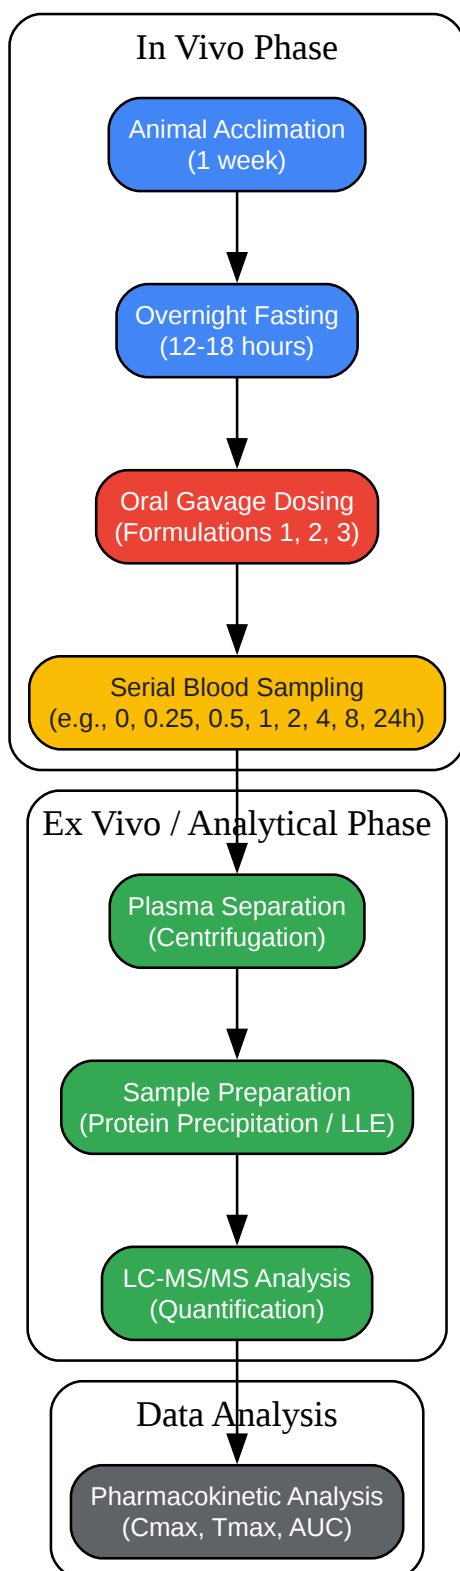 In Vivo Phase
Animal Acclimation
(1 week)
Overnight Fasting
(12-18 hours)
Oral Gavage Dosing
(Formulations 1, 2, 3)
Serial Blood Sampling
(e.g., 0, 0.25, 0.5, 1, 2, 4, 8, 24h)
Ex Vivo / Analytical Phase
Plasma Separation
(Centrifugation)
Sample Preparation
(Protein Precipitation / LLE)
LC-MS/MS Analysis
(Quantification)
Data Analysis
Pharmacokinetic Analysis
(Cmax, Tmax, AUC)